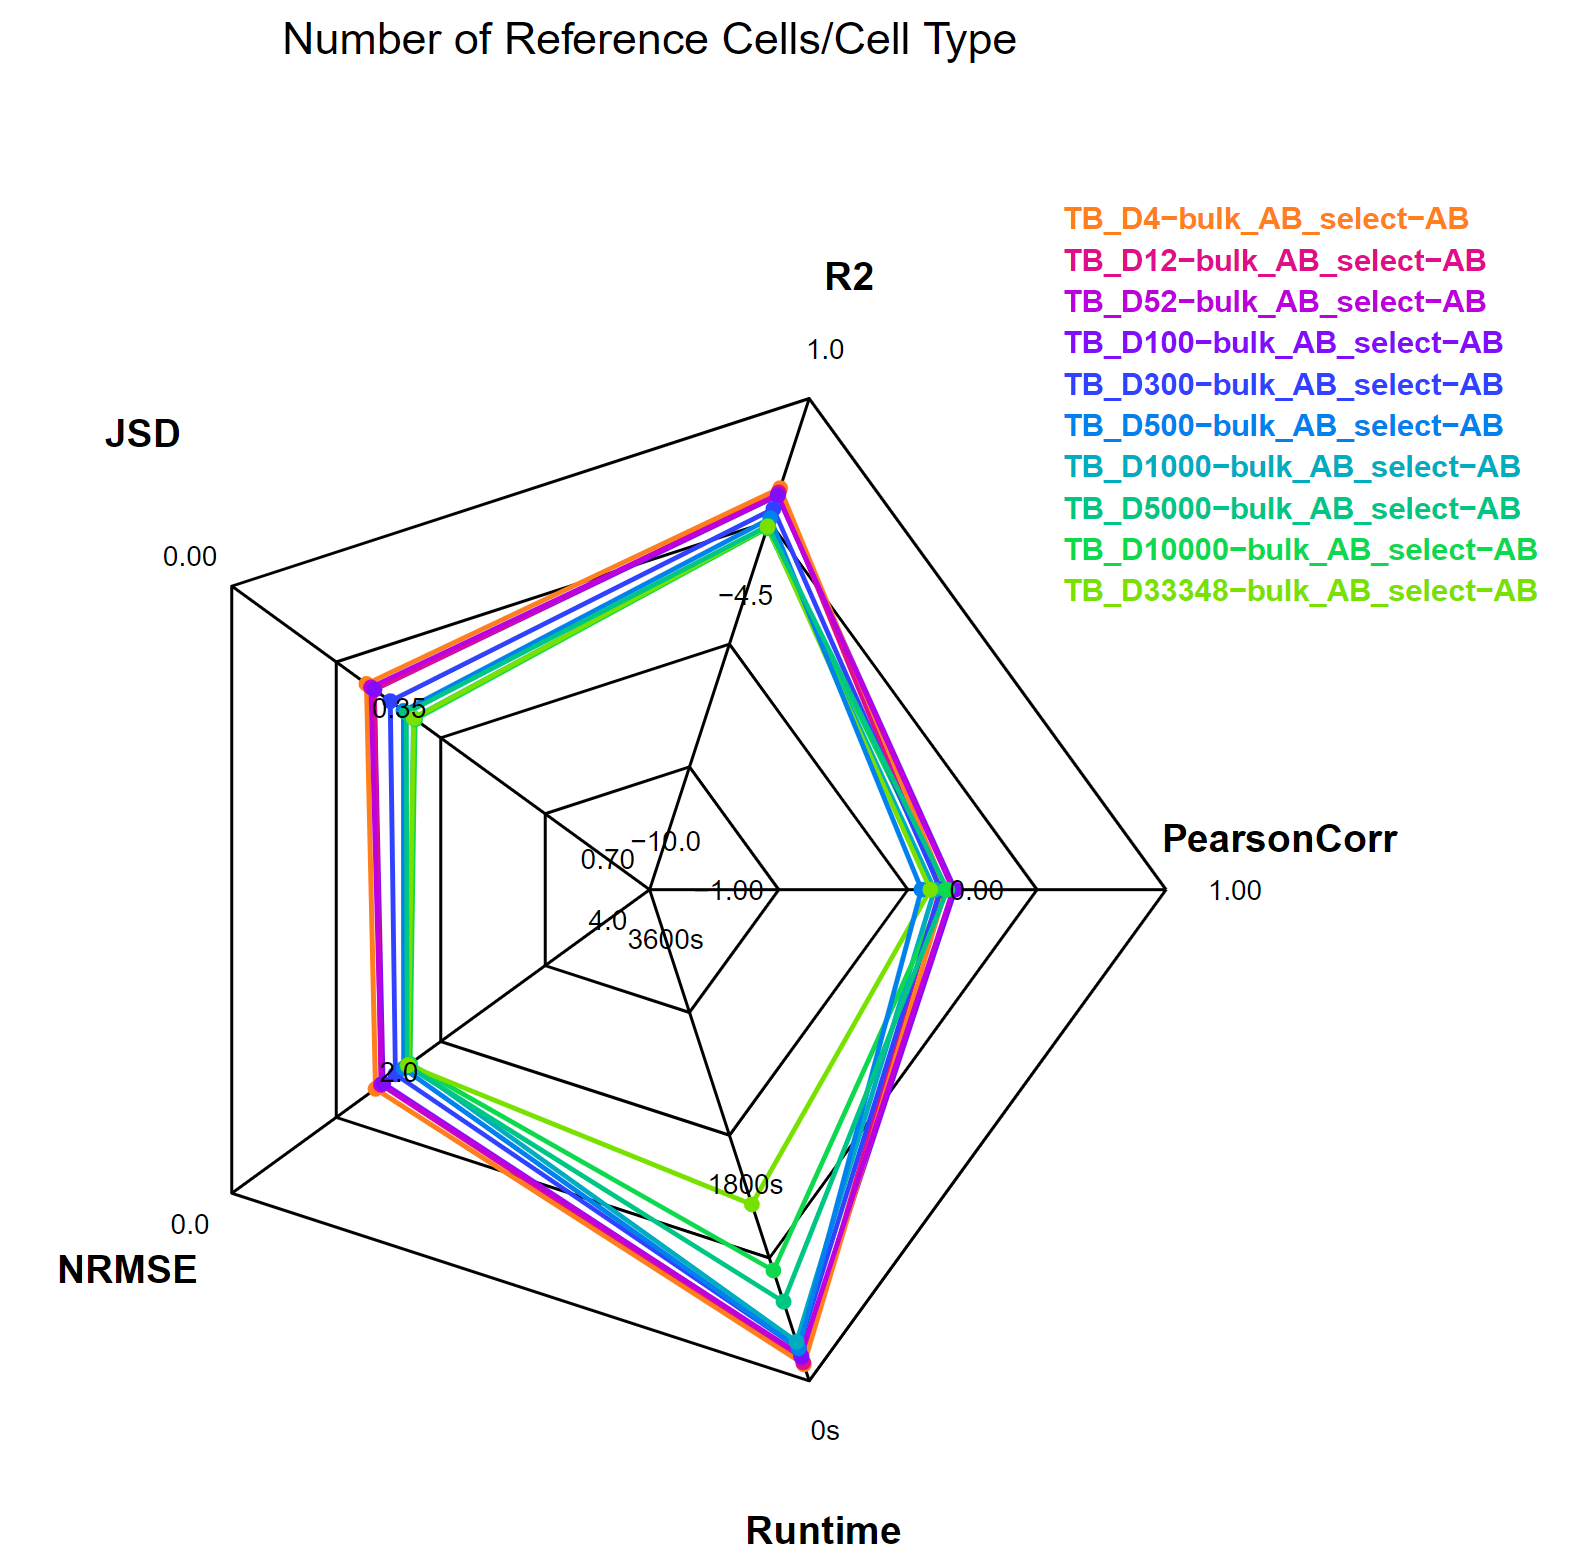 Number of Reference Cells/Cell Type
TB_D4−bulk_AB_select−AB
TB_D12−bulk_AB_select−AB
TB_D52−bulk_AB_select−AB
TB_D100−bulk_AB_select−AB
TB_D300−bulk_AB_select−AB
TB_D500−bulk_AB_select−AB
TB_D1000−bulk_AB_select−AB
TB_D5000−bulk_AB_select−AB
TB_D10000−bulk_AB_select−AB
TB_D33348−bulk_AB_select−AB
R2
1.0
JSD
0.00
−4.5
0.35
PearsonCorr
−10.0
0.70
−1.00
0.00
1.00
4.0
3600s
2.0
1800s
0.0
NRMSE
0s
Runtime